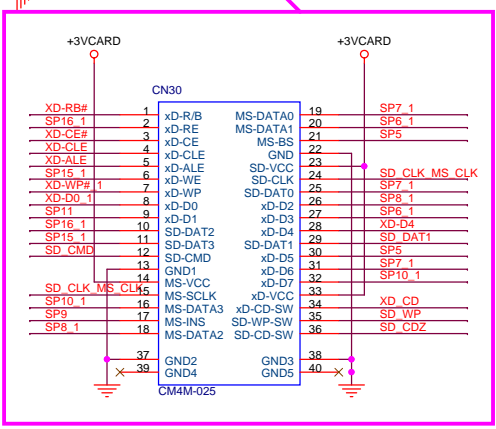 +3VCARD +3VCARD
CN30
XD-RB# 1 xD-R/B MS-DATA0 19 SP7_1
SP16_1 2 xD-RE MS-DATA1 20 SP6_1
XD-CE# 3 xD-CE MS-BS 21 SP5
XD-CLE 4 xD-CLE GND 22
XD-ALE 5 xD-ALE SD-VCC 23
SP15_1 6 xD-WE SD-CLK 24 SD_CLK_MS_CLK
XD-WP#_1 7 xD-WP SD-DAT0 25 SP7_1
XD-D0_1 8 xD-D0 xD-D2 26 SP8_1
SP11 9 xD-D1 xD-D3 27 SP6_1
SP16_1 10 SD-DAT2 xD-D4 28 XD-D4
SP15_1 11 SD-DAT3 SD-DAT1 29 SD_DAT1
SD_CMD 12 SD-CMD xD-D5 30 SP5
13 GND1 xD-D6 31 SP7_1
14 MS-VCC xD-D7 32 SP10_1
SD_CLK_MS_CLK 15 MS-SCLK xD-VCC 33
SP10_1 16 MS-DATA3 xD-CD-SW 34 XD_CD
SP9 17 MS-INS SD-WP-SW 35 SD_WP
SP8_1 18 MS-DATA2 SD-CD-SW 36 SD_CDZ
37 GND2 GND3 38
39 GND4 GND5 40
CM4M-025